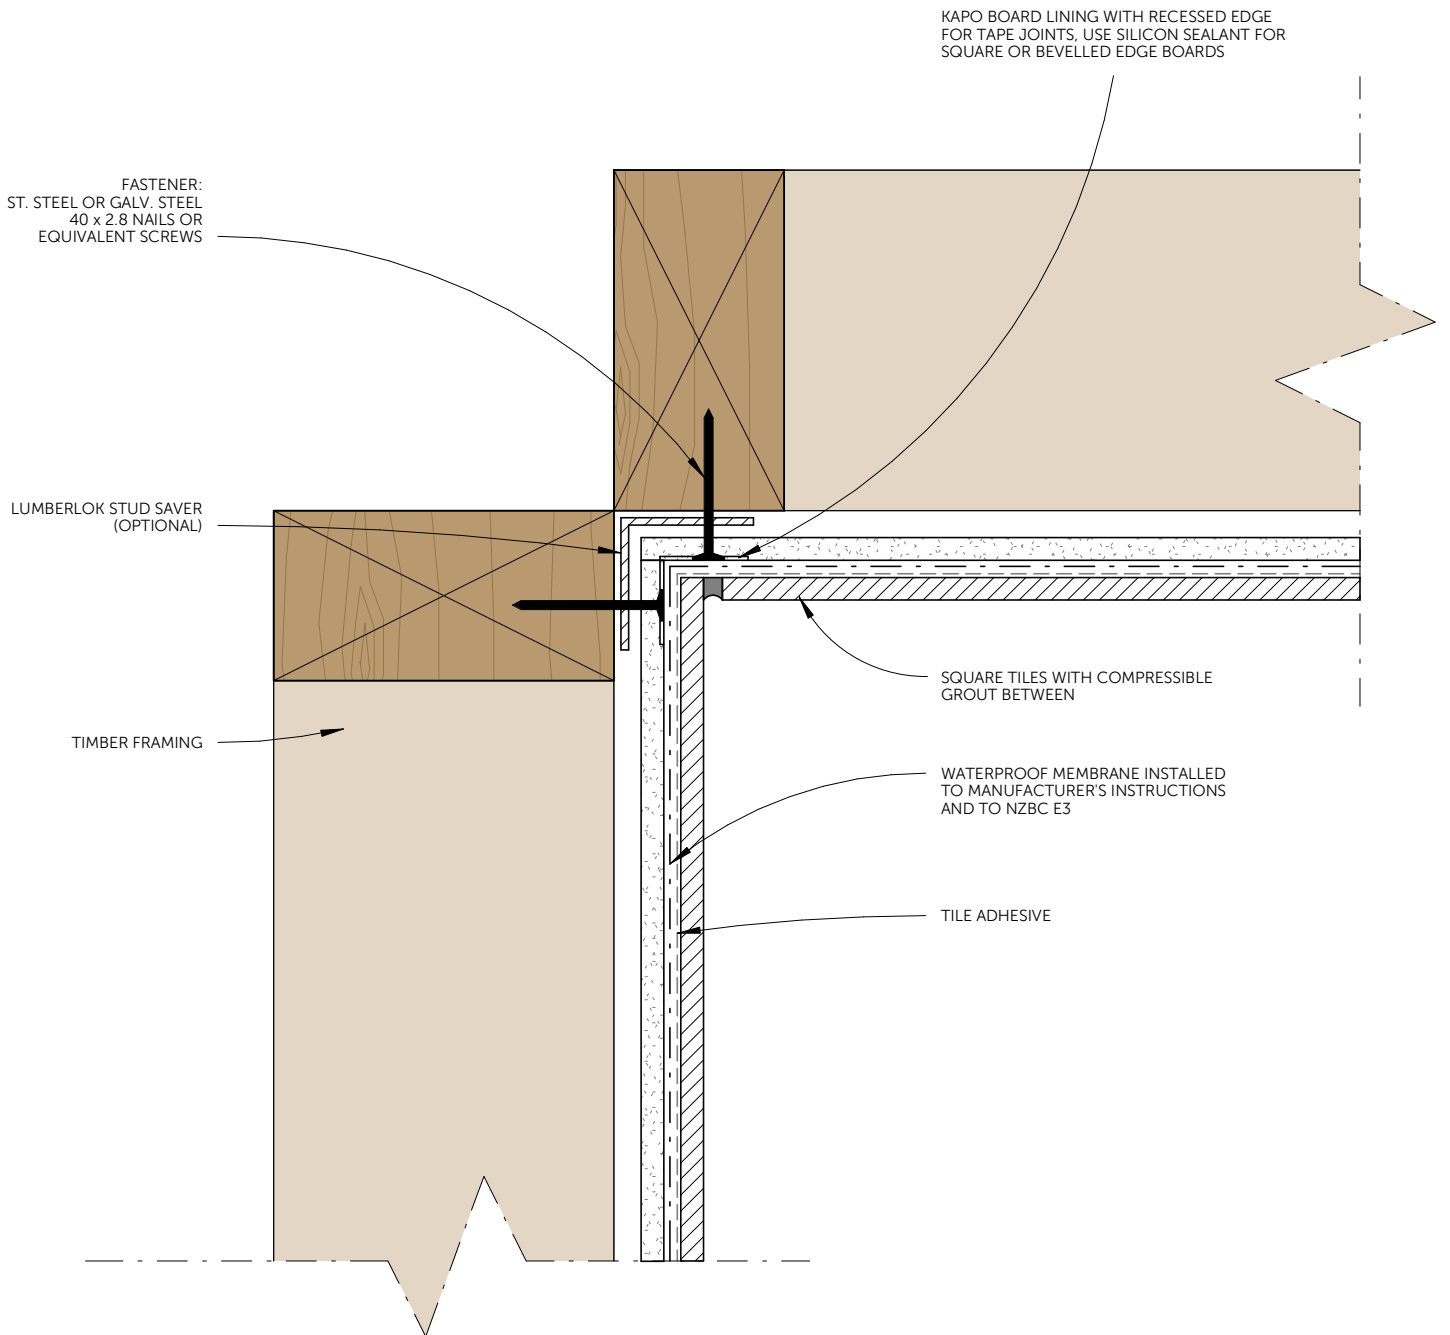 KAPO BOARD LINING WITH RECESSED EDGE
FOR TAPE JOINTS, USE SILICON SEALANT FOR
SQUARE OR BEVELLED EDGE BOARDS
FASTENER:
ST. STEEL OR GALV. STEEL
40 x 2.8 NAILS OR
EQUIVALENT SCREWS
LUMBERLOK STUD SAVER
(OPTIONAL)
SQUARE TILES WITH COMPRESSIBLE
GROUT BETWEEN
TIMBER FRAMING
WATERPROOF MEMBRANE INSTALLED
TO MANUFACTURER'S INSTRUCTIONS
AND TO NZBC E3
TILE ADHESIVE